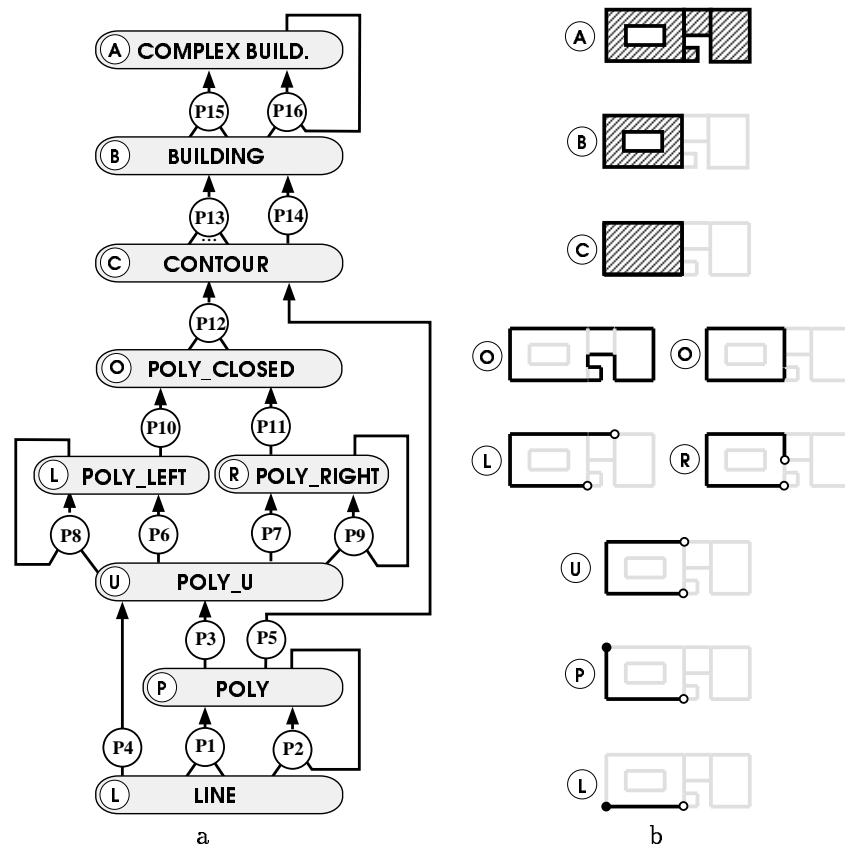 A COMPLEX BUILD.
P15 P16
B BUILDING
P13 P14
...
C CONTOUR
P12
O POLY_CLOSED
P10 P11
L POLY_LEFT R POLY_RIGHT
P8 P6 P7 P9
U POLY_U
P3 P5
P POLY
P4 P1 P2
L LINE
a
A
B
C
O O
L R
U
P
L
b